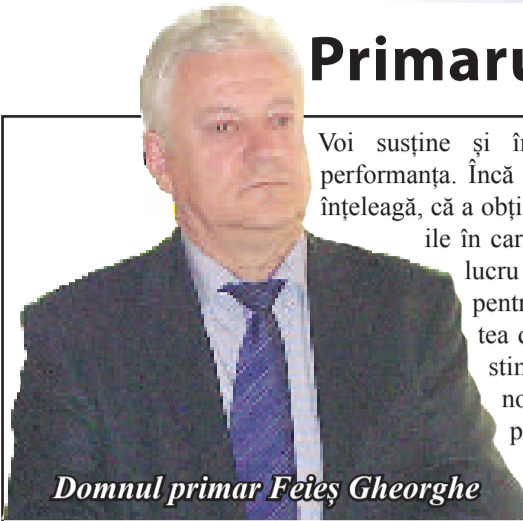 Primaru
Voi susține și în
performanța. Încă
înțeleagă, că a obți
ile în car
lucru
pentr
tea d
stin
no
p
Domnul primar Feieș Gheorghe